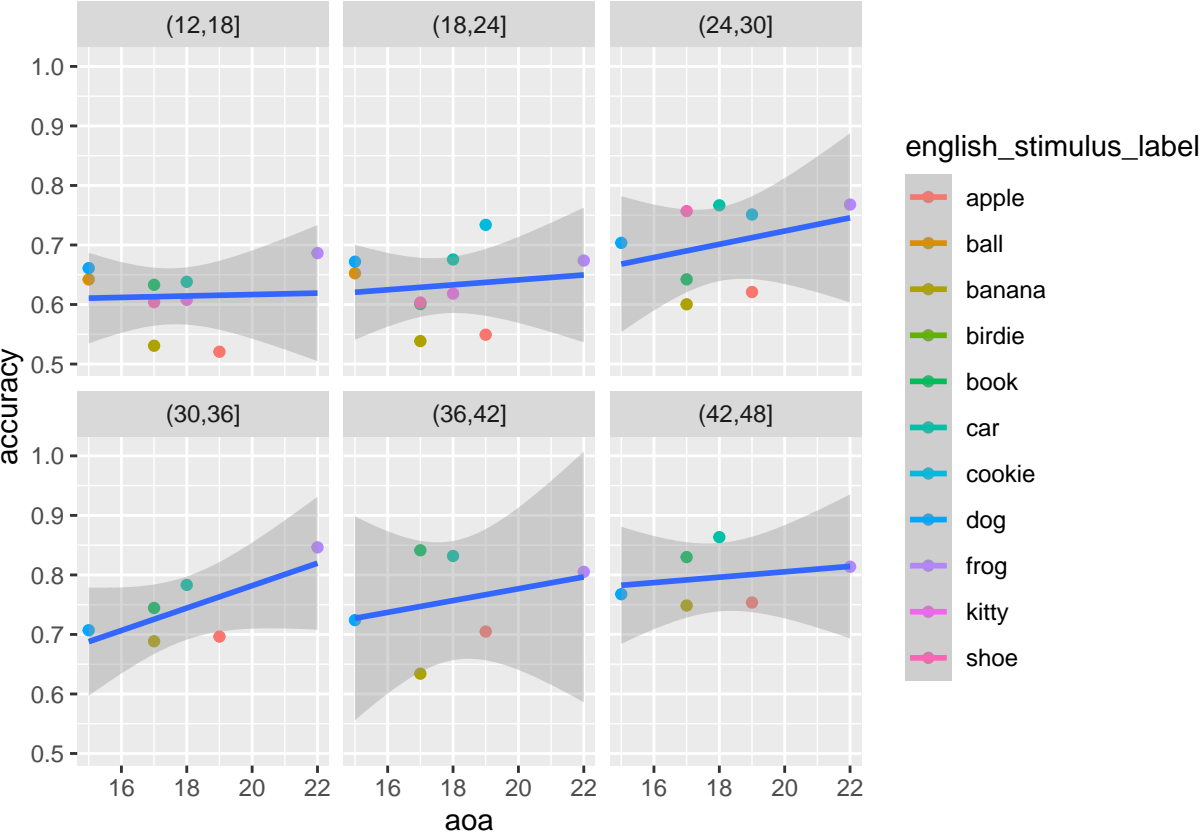 (12,18]
(18,24]
(24,30]
1.0
0.9
0.8
0.7
0.6
0.5
(30,36]
(36,42]
(42,48]
1.0
0.9
0.8
0.7
0.6
0.5
16 18 20 22
16 18 20 22
16 18 20 22
aoa
accuracy
english_stimulus_label
apple
ball
banana
birdie
book
car
cookie
dog
frog
kitty
shoe